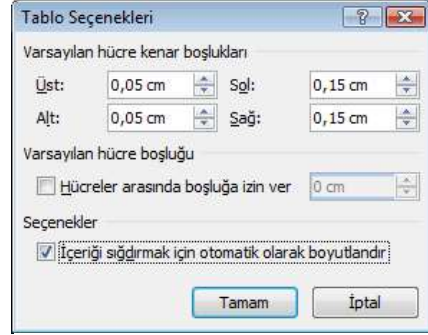 Tablo Seçenekleri
Varsayılan hücre kenar boşlukları
Üst: 0,05 cm Sol: 0,15 cm
Alt: 0,05 cm Sağ: 0,15 cm
Varsayılan hücre boşluğu
Hücreler arasında boşluğa izin ver 0 cm
Seçenekler
İçeriği sığdırmak için otomatik olarak boyutlandır
Tamam İptal